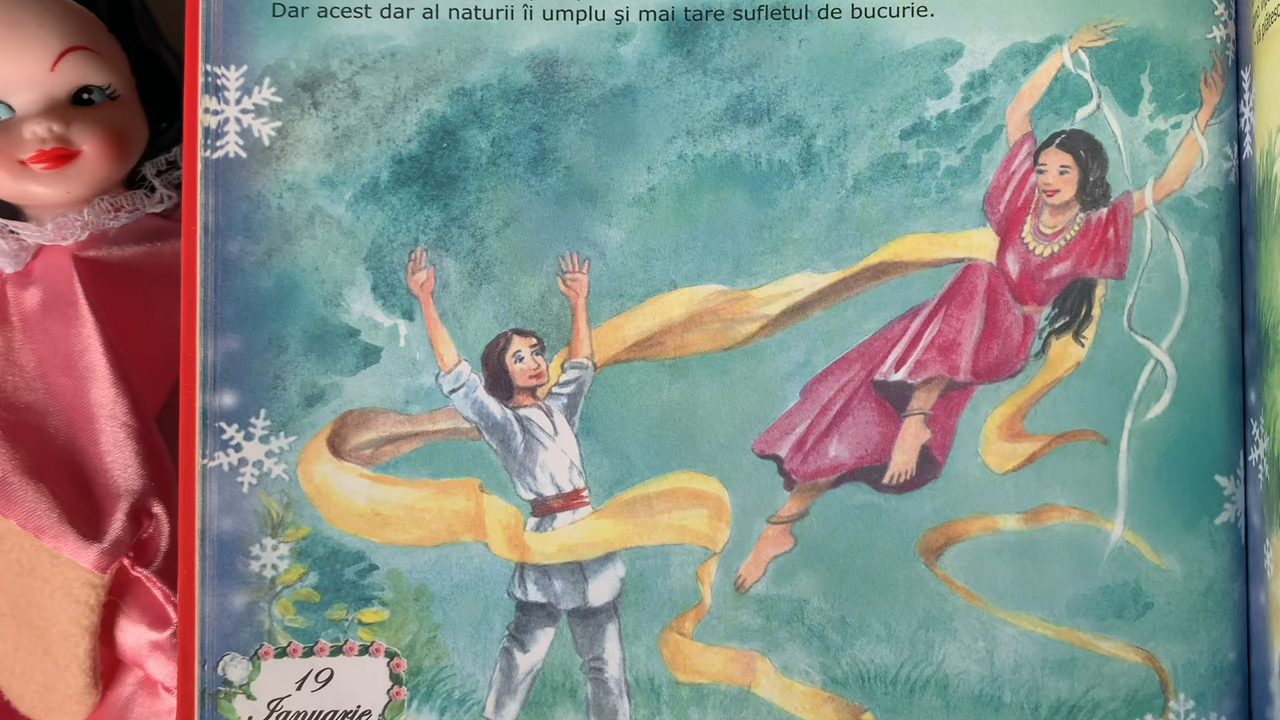 Dar acest dar al naturii îi umplu şi mai tare sufletul de bucurie.
19
Ianuarie